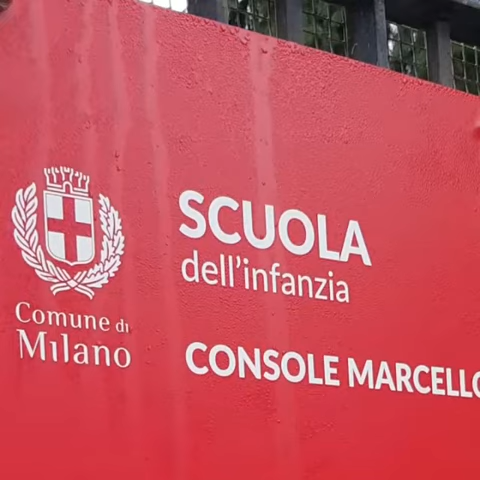 SCUOLA
dell'infanzia
Comune di
Milano
CONSOLE MARCELLO